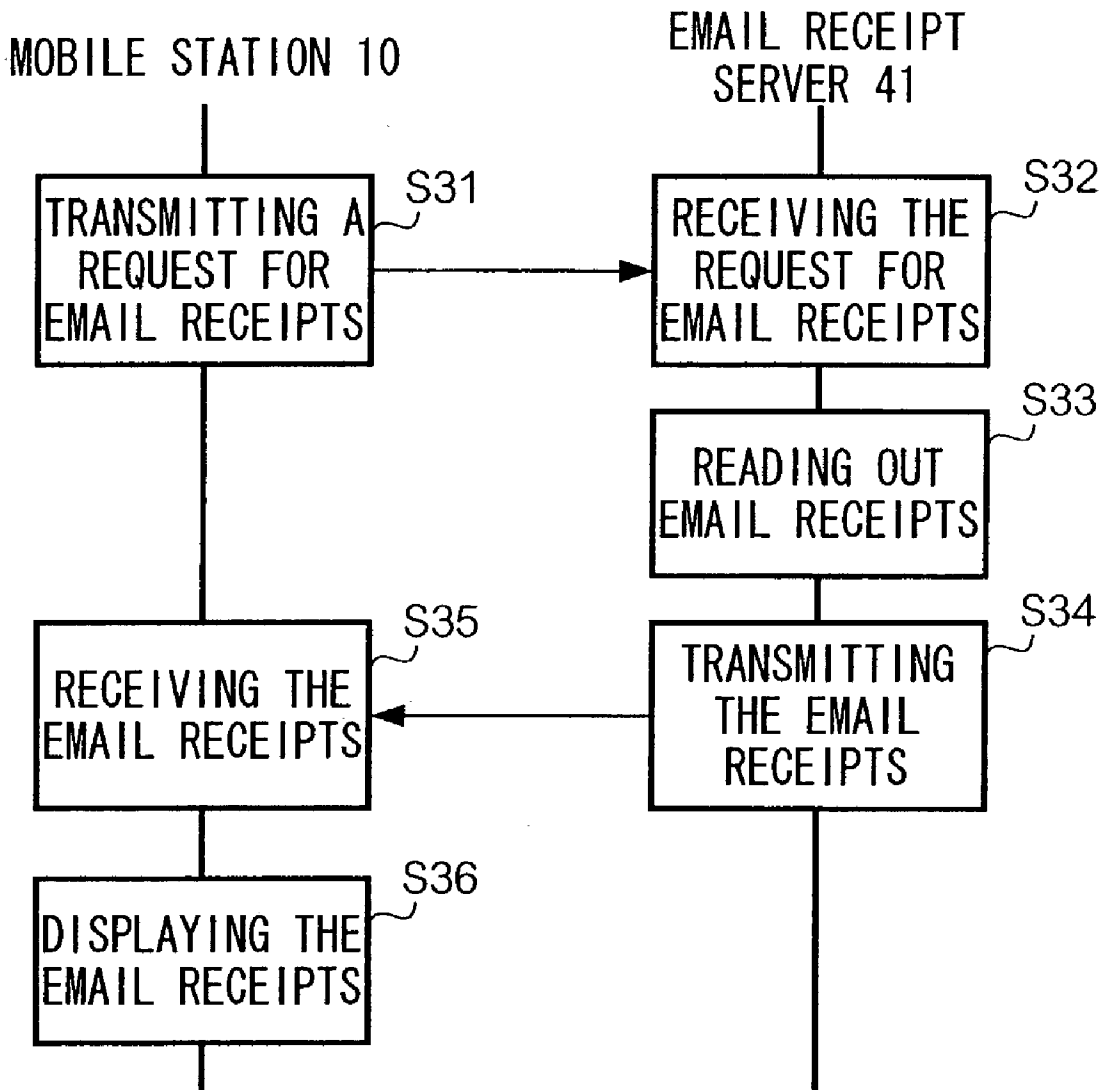 MOBILE STATION 10
EMAIL RECEIPT
SERVER 41
S31
TRANSMITTING A
REQUEST FOR
EMAIL RECEIPTS
S32
RECEIVING THE
REQUEST FOR
EMAIL RECEIPTS
S33
READING OUT
EMAIL RECEIPTS
S34
TRANSMITTING
THE EMAIL
RECEIPTS
S35
RECEIVING THE
EMAIL RECEIPTS
S36
DISPLAYING THE
EMAIL RECEIPTS